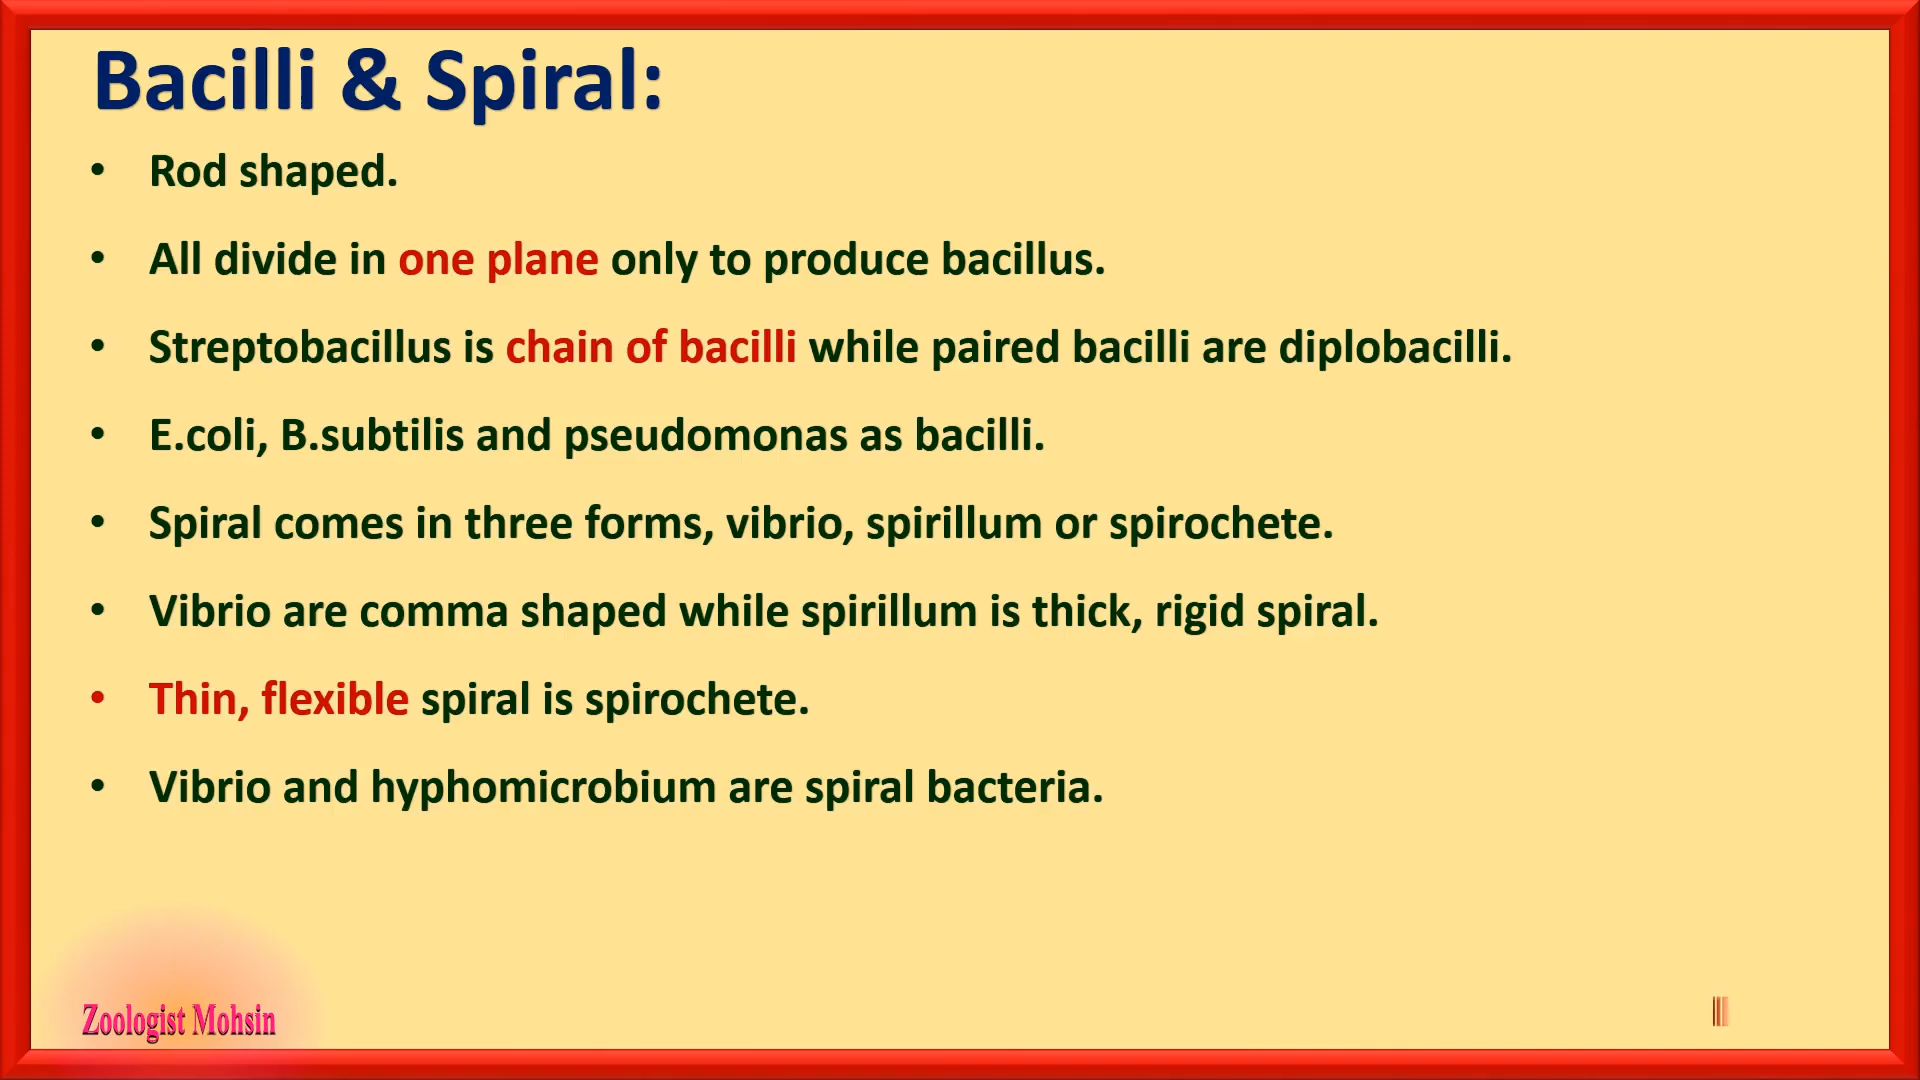 Bacilli & Spiral:
• Rod shaped.
• All divide in one plane only to produce bacillus.
• Streptobacillus is chain of bacilli while paired bacilli are diplobacilli.
• E.coli, B.subtilis and pseudomonas as bacilli.
• Spiral comes in three forms, vibrio, spirillum or spirochete.
• Vibrio are comma shaped while spirillum is thick, rigid spiral.
• Thin, flexible spiral is spirochete.
• Vibrio and hyphomicrobium are spiral bacteria.
Zoologist Mohsin